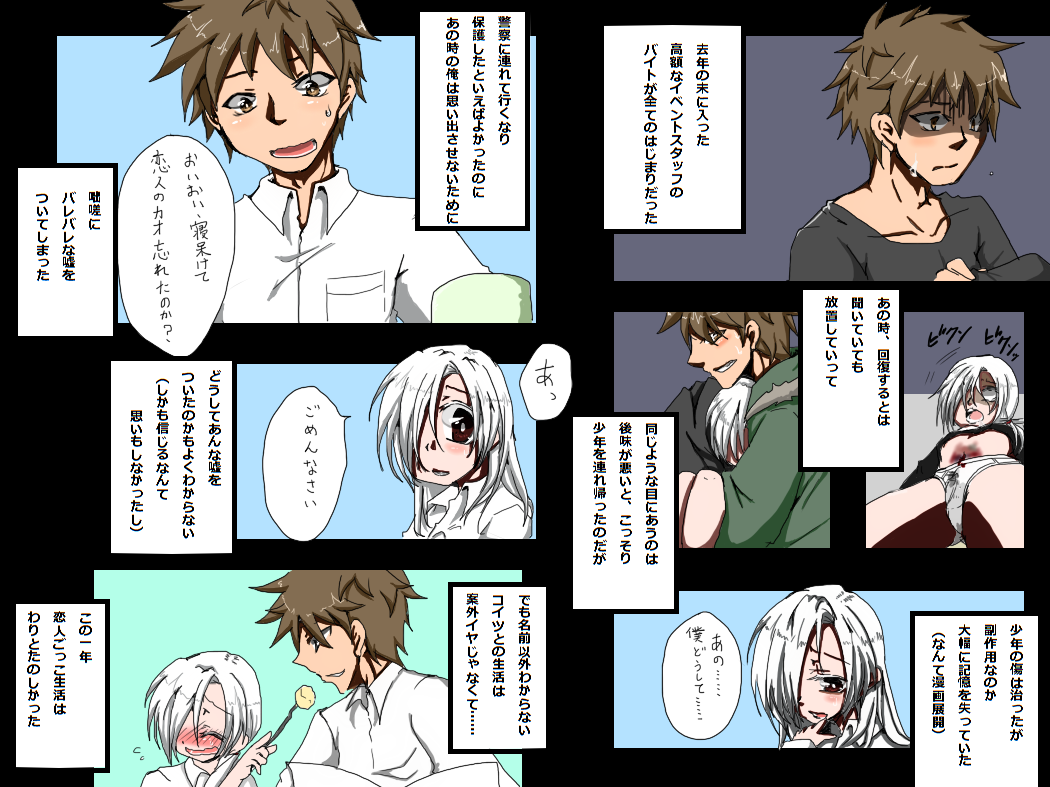 去年の末に入った
高額なイベントスタッフの
バイトが全てのはじまりだった
あの時、回復するとは
聞いていても
放置していって
ビクン
ビクンッ
同じような目にあうのは
後味が悪いと、こっそり
少年を連れ帰ったのだが
少年の傷は治ったが
副作用なのか
大幅に記憶を失っていた
(なんて漫画展開)
あの……
僕どうして……
警察に連れて行くなり
保護したといえばよかったのに
あの時の俺は思い出させないために
おいおい、寝呆けて
恋人のカオ忘れたのか?
咄嗟に
バレバレな嘘を
ついてしまった
あっ
ごめんなさい
どうしてあんな嘘を
ついたのかもよくわからない
(しかも信じるなんて
思いもしなかったし)
でも名前以外わからない
コイツとの生活は
案外イヤじゃなくて……
この一年
恋人ごっこ生活は
わりとたのしかった